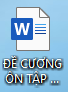 W
ĐỀ CƯƠNG
ÔN TẬP ...